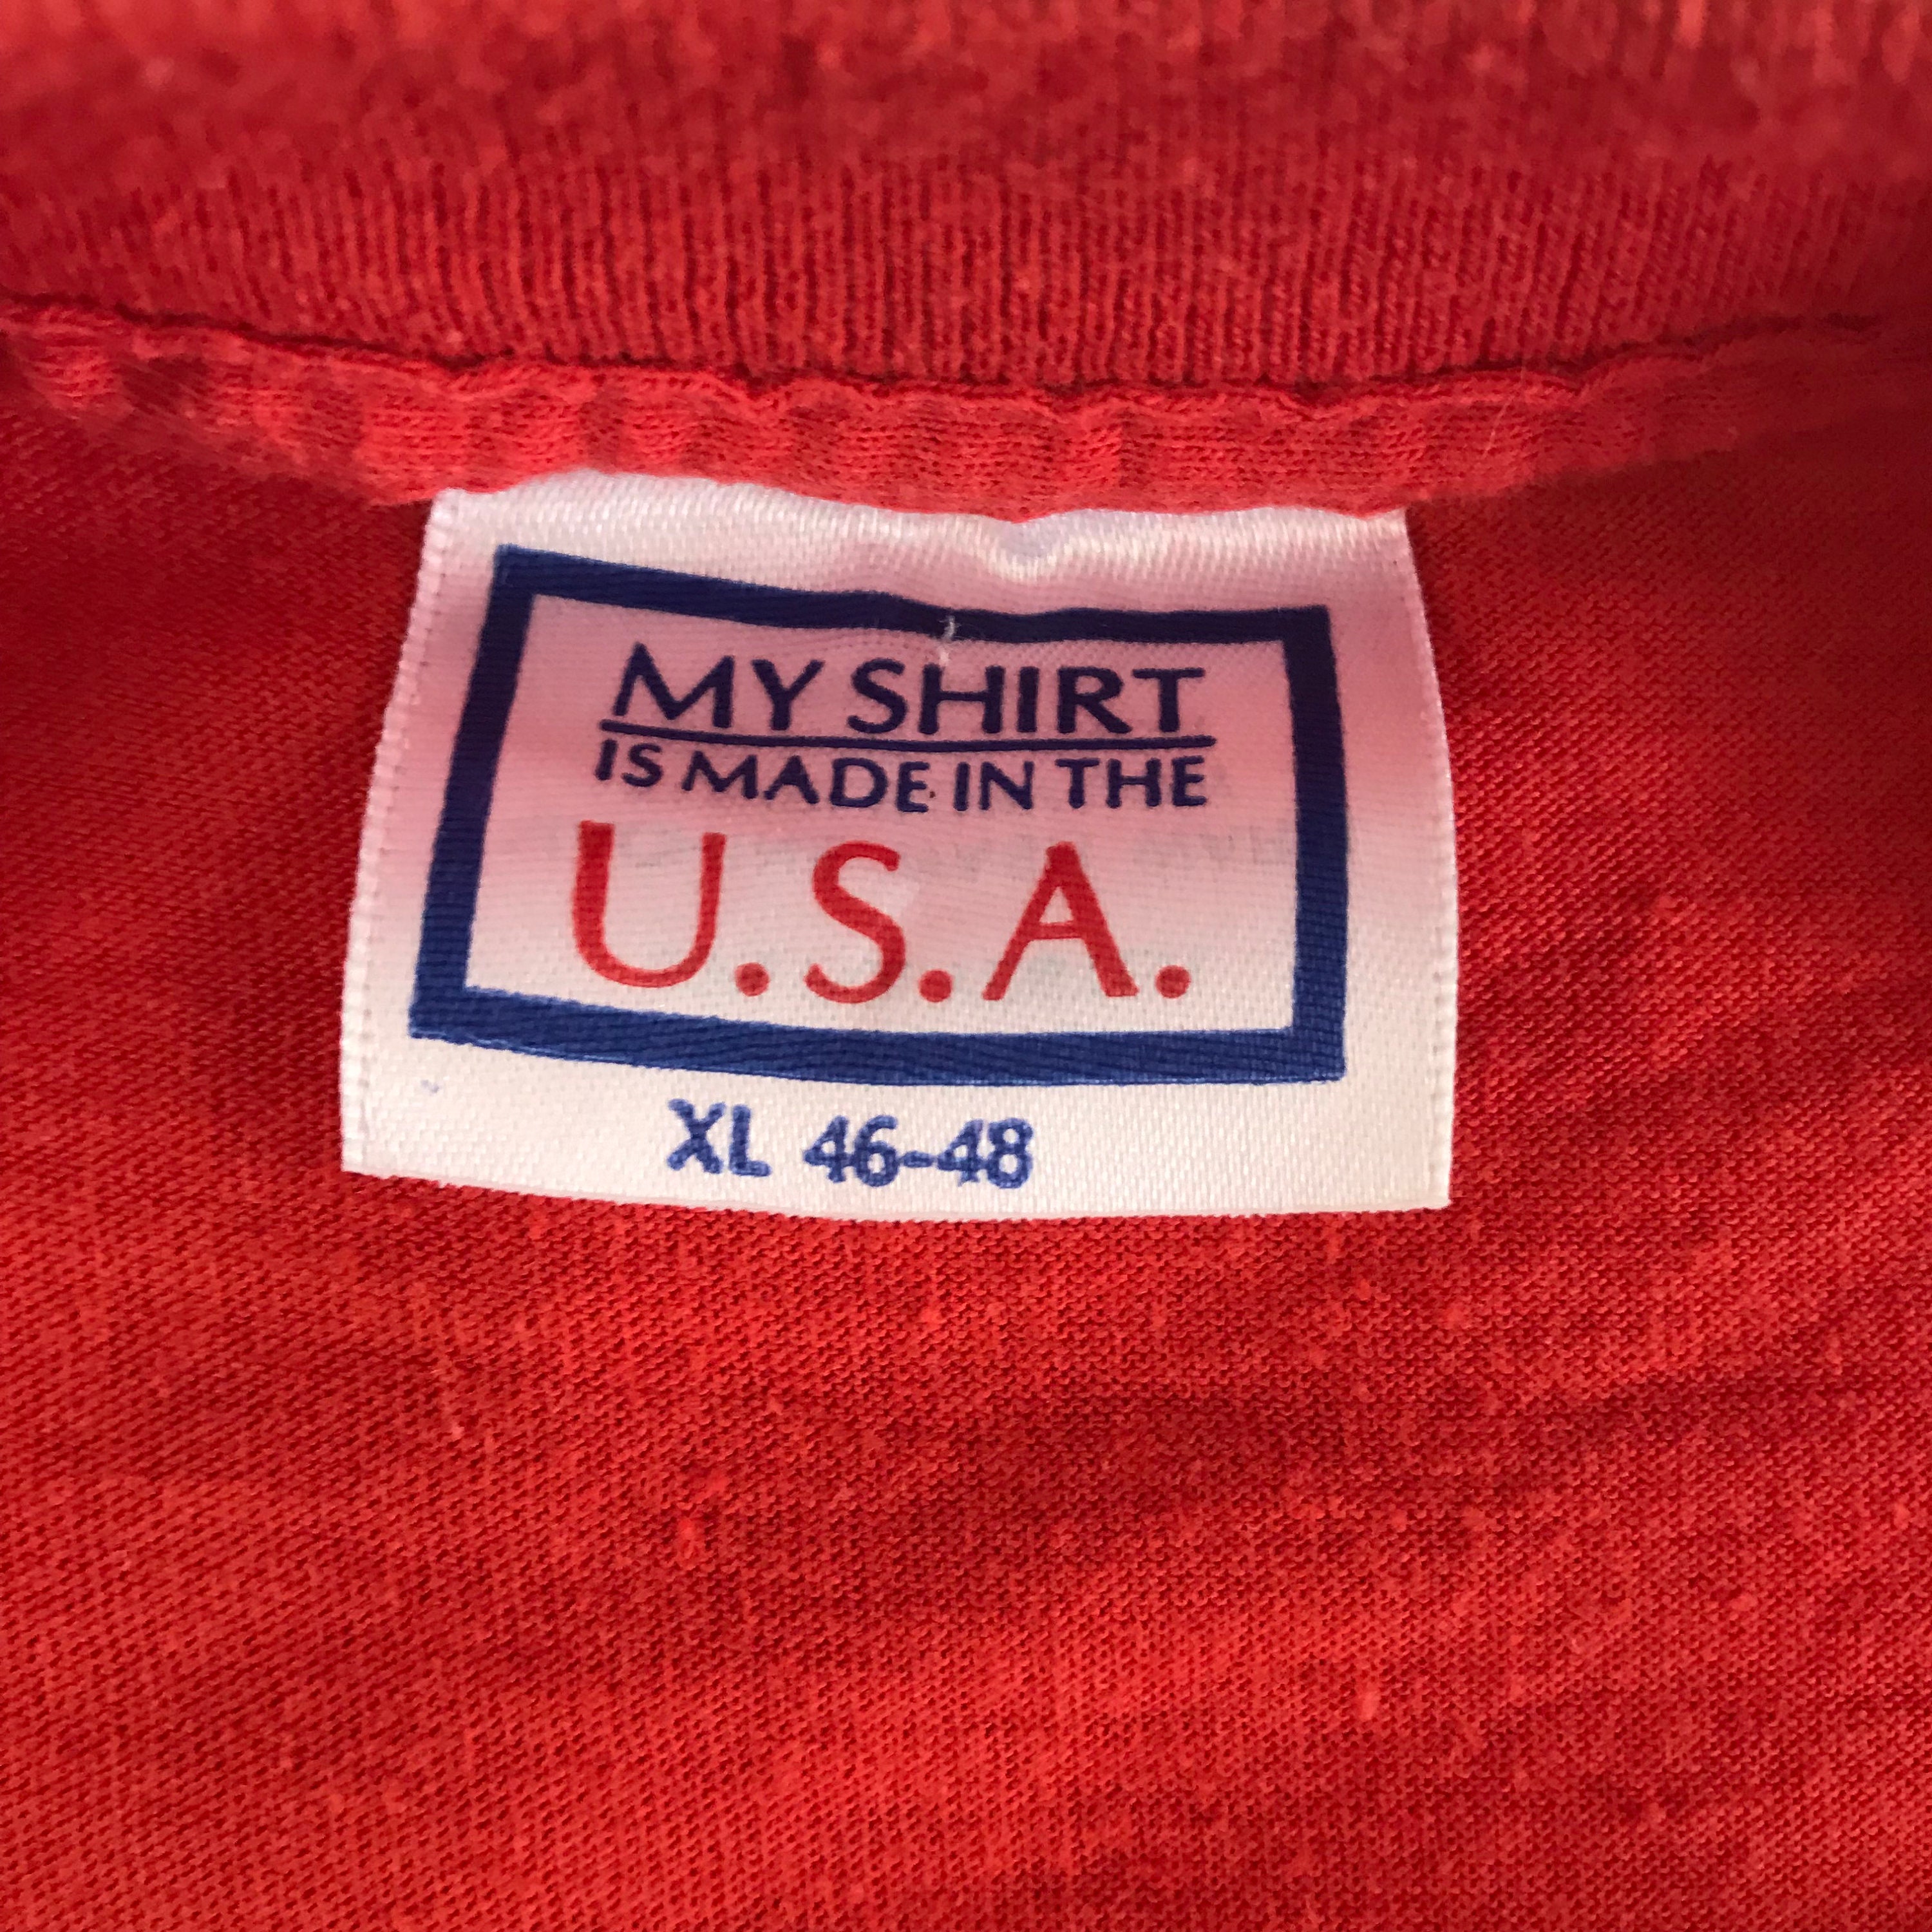 MY SHIRT
IS MADE IN THE
U.S.A.
XL 46-48